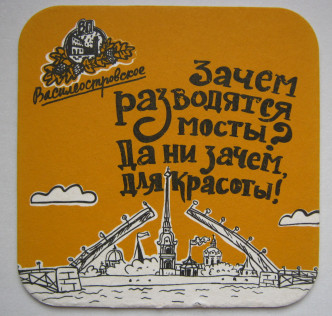 Василеостровское
Зачем
разводятся
мосты?
Да ни зачем,
для красоты!